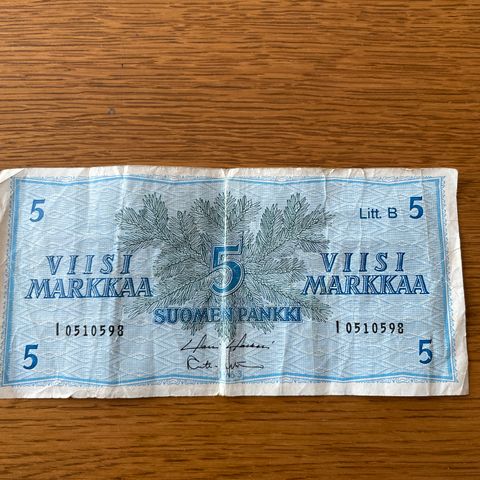 5 Litt. B 5
VIISI MARKKAA 5 VIISI MARKKAA
SUOMEN PANKKI
I 0510598 I 0510598
5 5